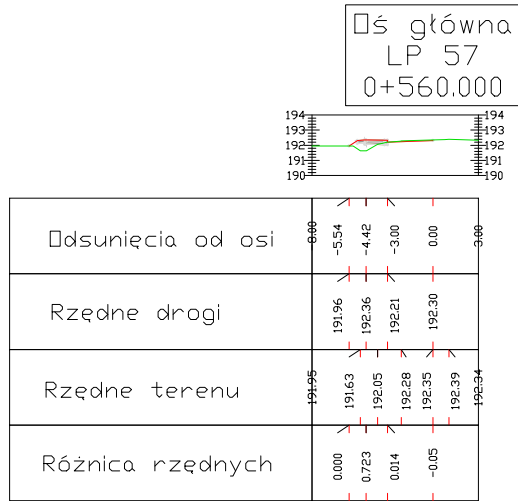 Oś główna
LP 57
0+560.000
194 194
193 193
192 192
191 191
190 190
Odsunięcia od osi 8.00 -5.54 -4.42 -3.00 0.00 3.00
Rzędne drogi 191.96 192.36 192.21 192.30
Rzędne terenu 191.95 191.63 192.05 192.28 192.35 192.39 192.34
Różnica rzędnych 0.000 0.723 0.014 -0.05